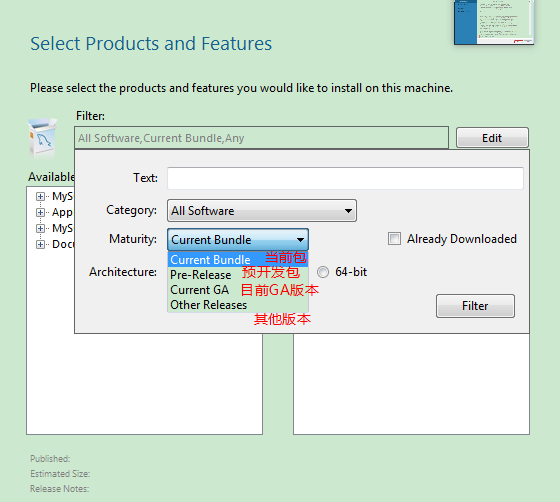 Select Products and Features
Please select the products and features you would like to install on this machine.
Filter:
All Software,Current Bundle,Any
Edit
Available
Text:
MyS
Category:
All Software
App
MyS
Maturity:
Current Bundle
Already Downloaded
Docu
Current Bundle 当前包
Architecture:
Pre-Release 预开发包
64-bit
Current GA 目前GA版本
Other Releases
其他版本
Filter
Published:
Estimated Size:
Release Notes: